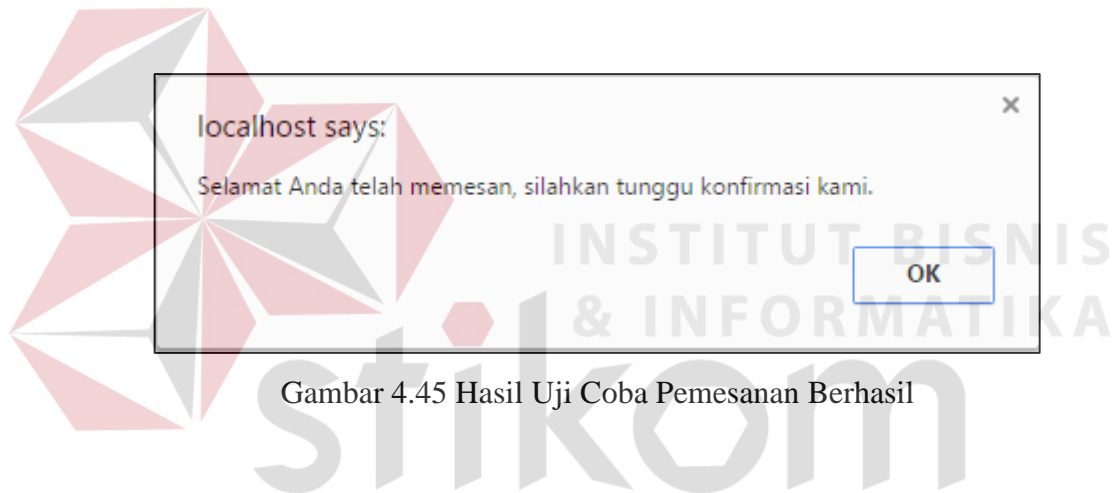 localhost says:
Selamat Anda telah memesan, silahkan tunggu konfirmasi kami.
INSTITUT BISNIS
OK
& INFORMATIKA
stikom
Gambar 4.45 Hasil Uji Coba Pemesanan Berhasil